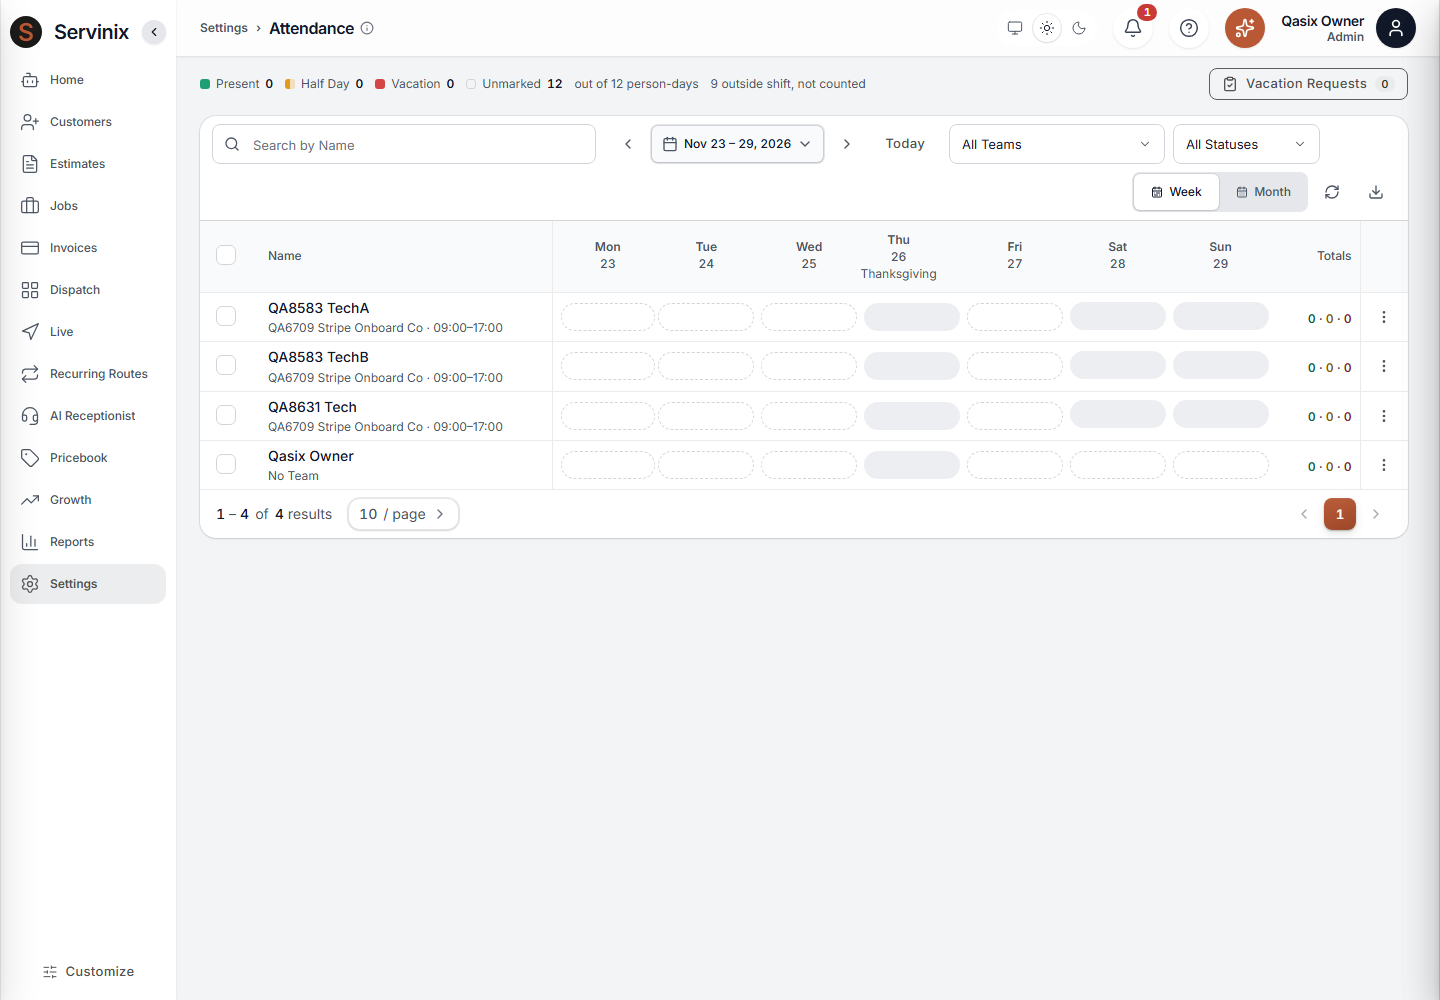 Servinix
Settings › Attendance
1
Qasix Owner
Admin
Home
Customers
Estimates
Jobs
Invoices
Dispatch
Live
Recurring Routes
AI Receptionist
Pricebook
Growth
Reports
Settings
Customize
Present 0 Half Day 0 Vacation 0 Unmarked 12 out of 12 person-days 9 outside shift, not counted
Vacation Requests 0
Search by Name
Nov 23 – 29, 2026
Today
All Teams
All Statuses
Week
Month
Name
Mon 23
Tue 24
Wed 25
Thu 26 Thanksgiving
Fri 27
Sat 28
Sun 29
Totals
QA8583 TechA
QA6709 Stripe Onboard Co · 09:00–17:00
0 · 0 · 0
QA8583 TechB
QA6709 Stripe Onboard Co · 09:00–17:00
0 · 0 · 0
QA8631 Tech
QA6709 Stripe Onboard Co · 09:00–17:00
0 · 0 · 0
Qasix Owner
No Team
0 · 0 · 0
1 – 4 of 4 results
10 / page
1